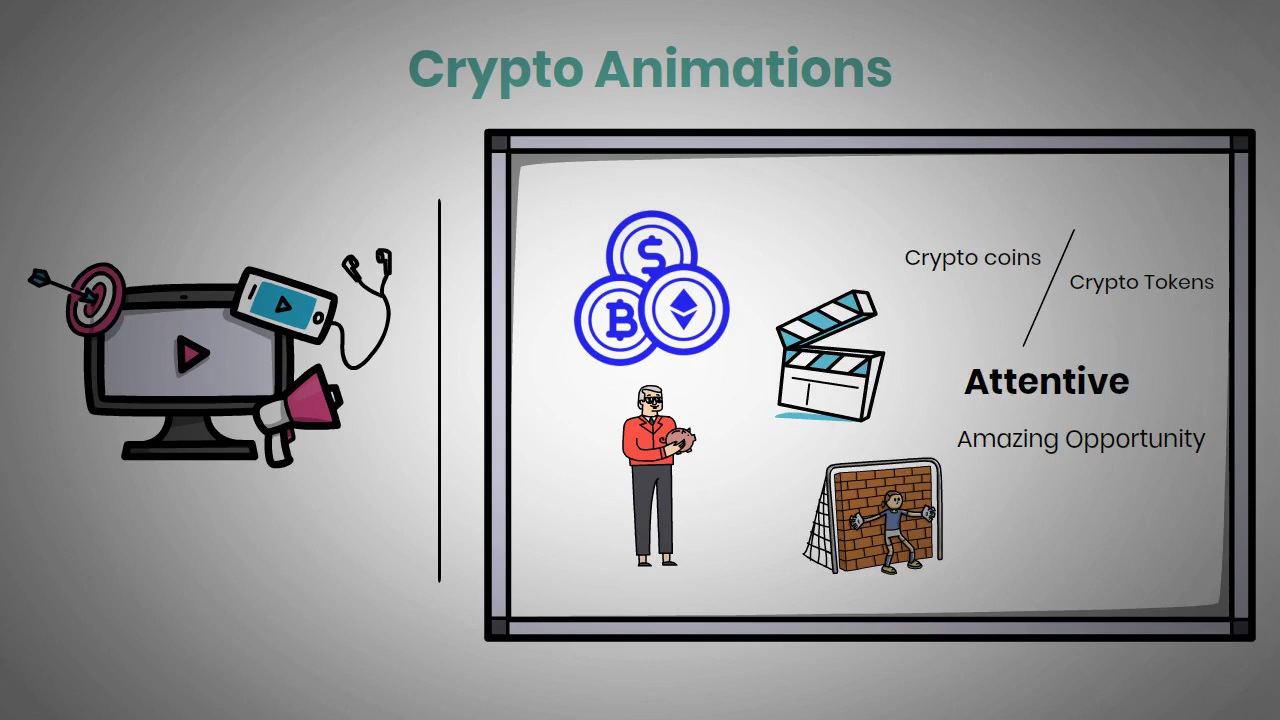 Crypto Animations
Crypto coins
Crypto Tokens
Attentive
Amazing Opportunity